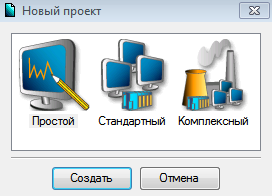 Новый проект
Простой
Стандартный
Комплексный
Создать
Отмена